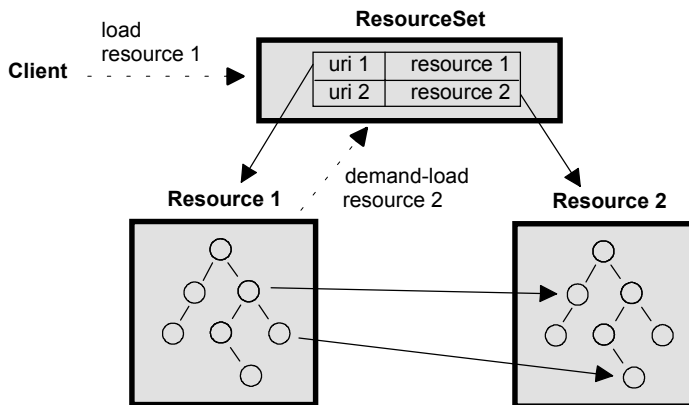 ResourceSet
load
resource 1
Client
uri 1 resource 1
uri 2 resource 2
demand-load
resource 2
Resource 1
Resource 2